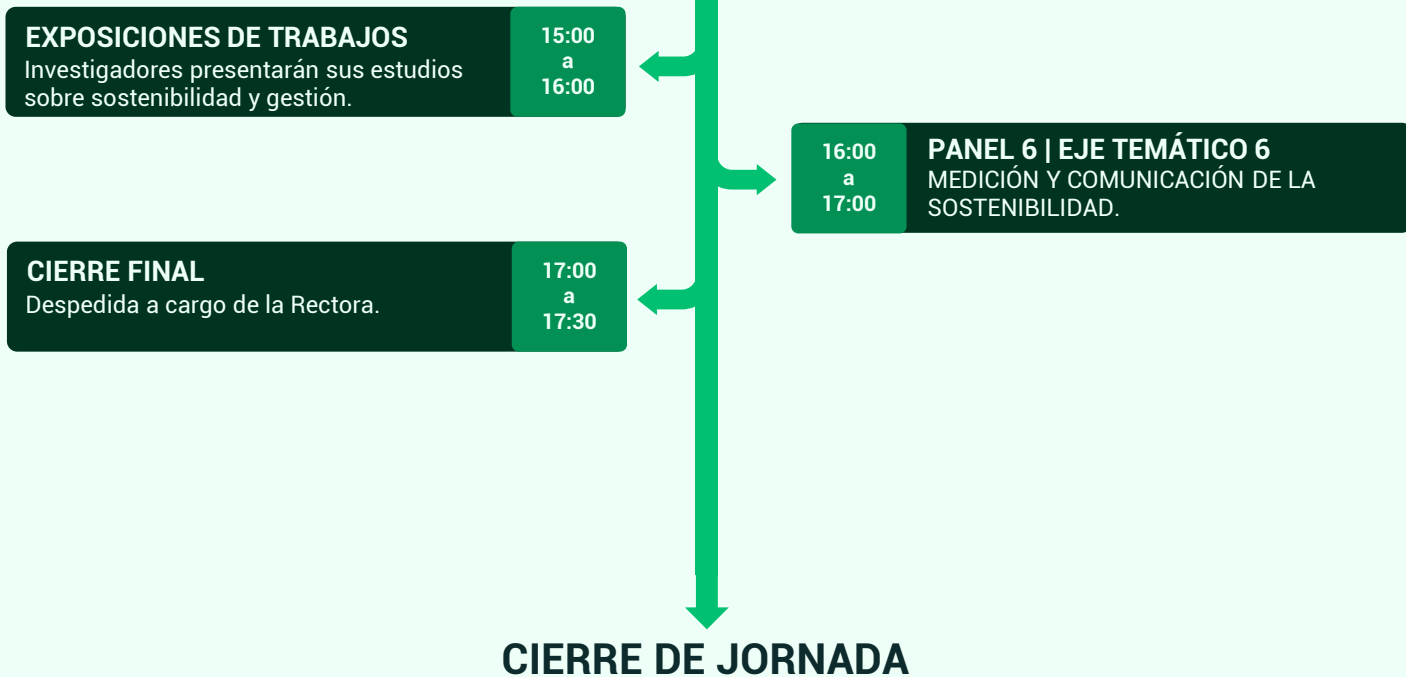 EXPOSICIONES DE TRABAJOS
Investigadores presentarán sus estudios
sobre sostenibilidad y gestión.
15:00
a
16:00
16:00
a
17:00
PANEL 6 | EJE TEMÁTICO 6
MEDICIÓN Y COMUNICACIÓN DE LA
SOSTENIBILIDAD.
CIERRE FINAL
Despedida a cargo de la Rectora.
17:00
a
17:30
CIERRE DE JORNADA